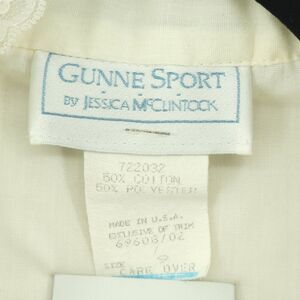 GUNNE SPORT
BY JESSICA McCLINTOCK
722032
50% COTTON
50% POLYESTER
MADE IN U.S.A.
EXCLUSIVE OF TRIM
69608/02
SIZE
CARE OVER